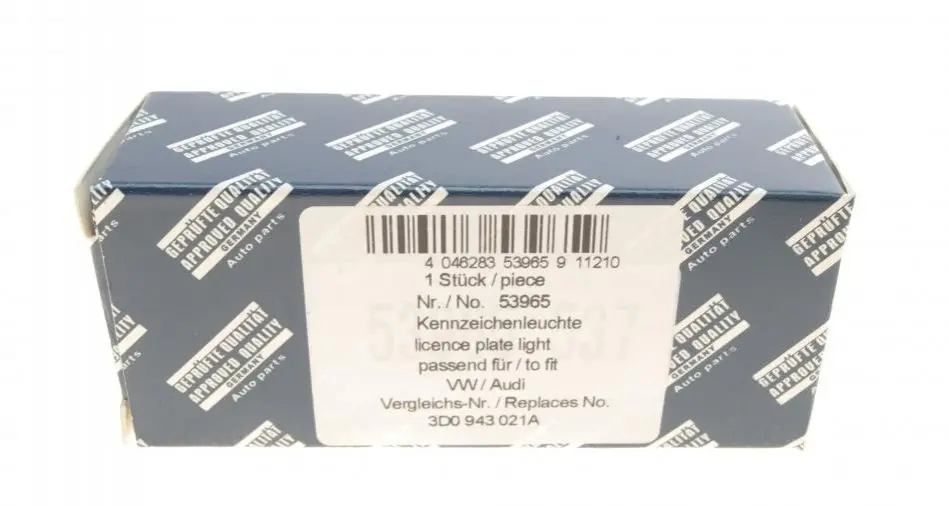 GEPRÜFTE QUALITÄT
APPROVED QUALITY
GERMANY
Auto parts
4 046283 53965 9 11210
1 Stück / piece
Nr. / No. 53965
Kennzeichenleuchte
licence plate light
passend für / to fit
VW / Audi
Vergleichs-Nr. / Replaces No.
3D0 943 021A